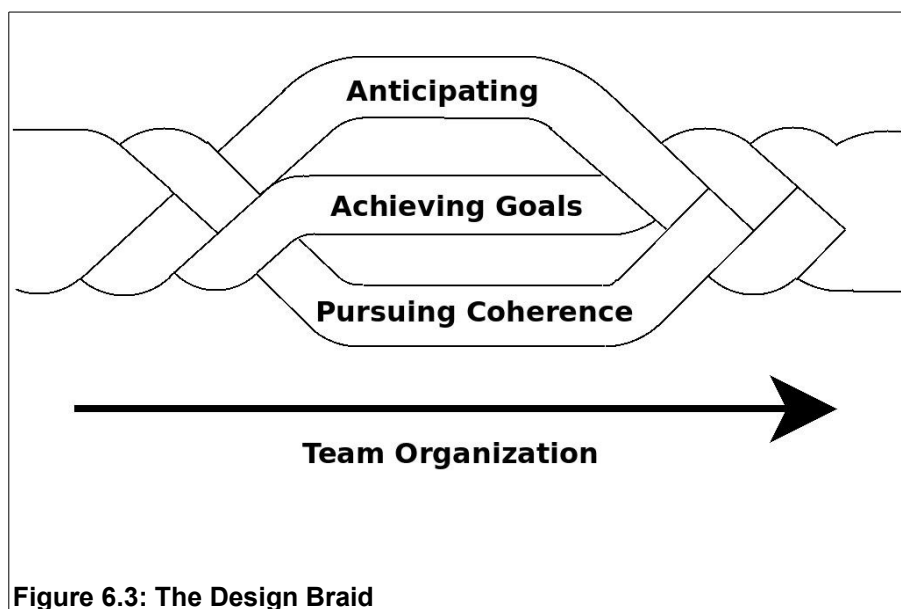 Anticipating
Achieving Goals
Pursuing Coherence
Team Organization
Figure 6.3: The Design Braid